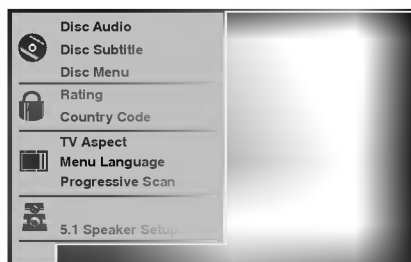 Disc Audio
Disc Subtitle
Disc Menu
Rating
Country Code
TV Aspect
Menu Language
Progressive Scan
5.1 Speaker Setup